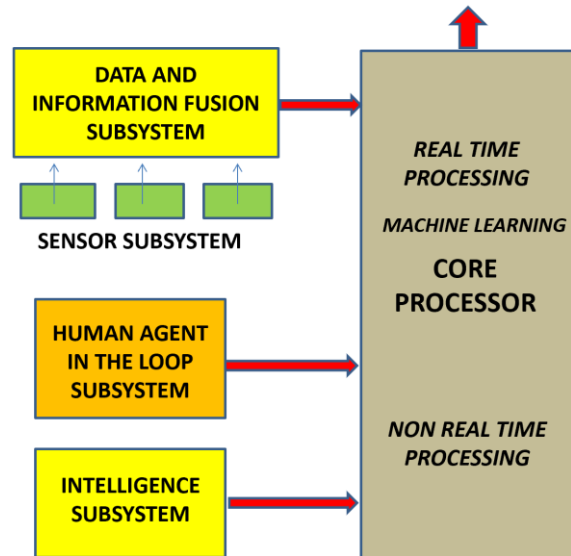 DATA AND
INFORMATION FUSION
SUBSYSTEM
SENSOR SUBSYSTEM
HUMAN AGENT
IN THE LOOP
SUBSYSTEM
INTELLIGENCE
SUBSYSTEM
REAL TIME
PROCESSING
MACHINE LEARNING
CORE
PROCESSOR
NON REAL TIME
PROCESSING